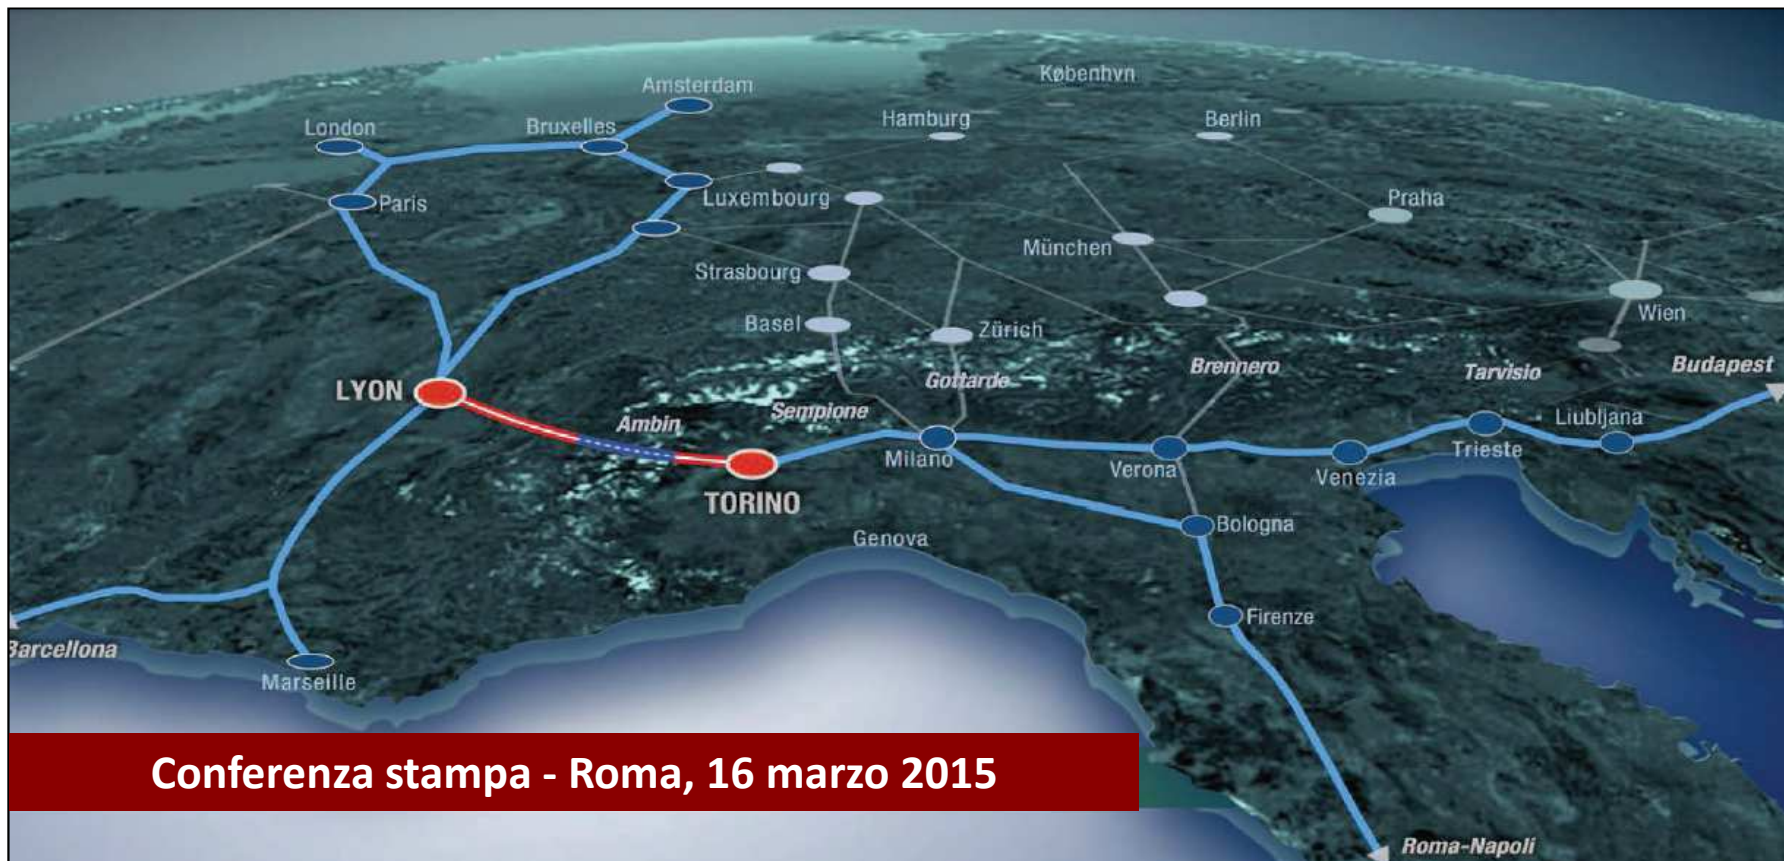 København
Amsterdam
London
Bruxelles
Hamburg
Berlin
Paris
Luxembourg
Praha
München
Strasbourg
Basel
Zürich
Wien
LYON
Gottardo
Brennero
Tarvisio
Budapest
Ambin
Sempione
Liubljana
Milano
Verona
Venezia
Trieste
TORINO
Genova
Bologna
Firenze
Barcellona
Marseille
Conferenza stampa - Roma, 16 marzo 2015
Roma-Napoli